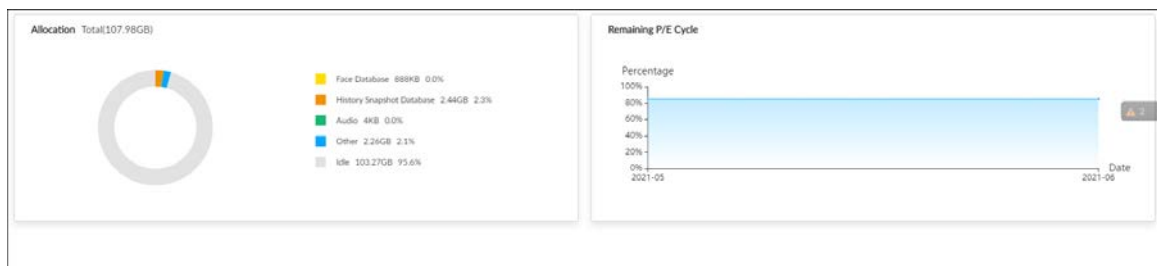 Allocation Total(107.98GB)
Face Database 888KB 0.0%
History Snapshot Database 2.44GB 2.3%
Audio 4KB 0.0%
Other 2.26GB 2.1%
Idle 103.27GB 95.6%
Remaining P/E Cycle
Percentage
100%
80%
60%
40%
20%
0%
2021-05
2021-06
Date
2